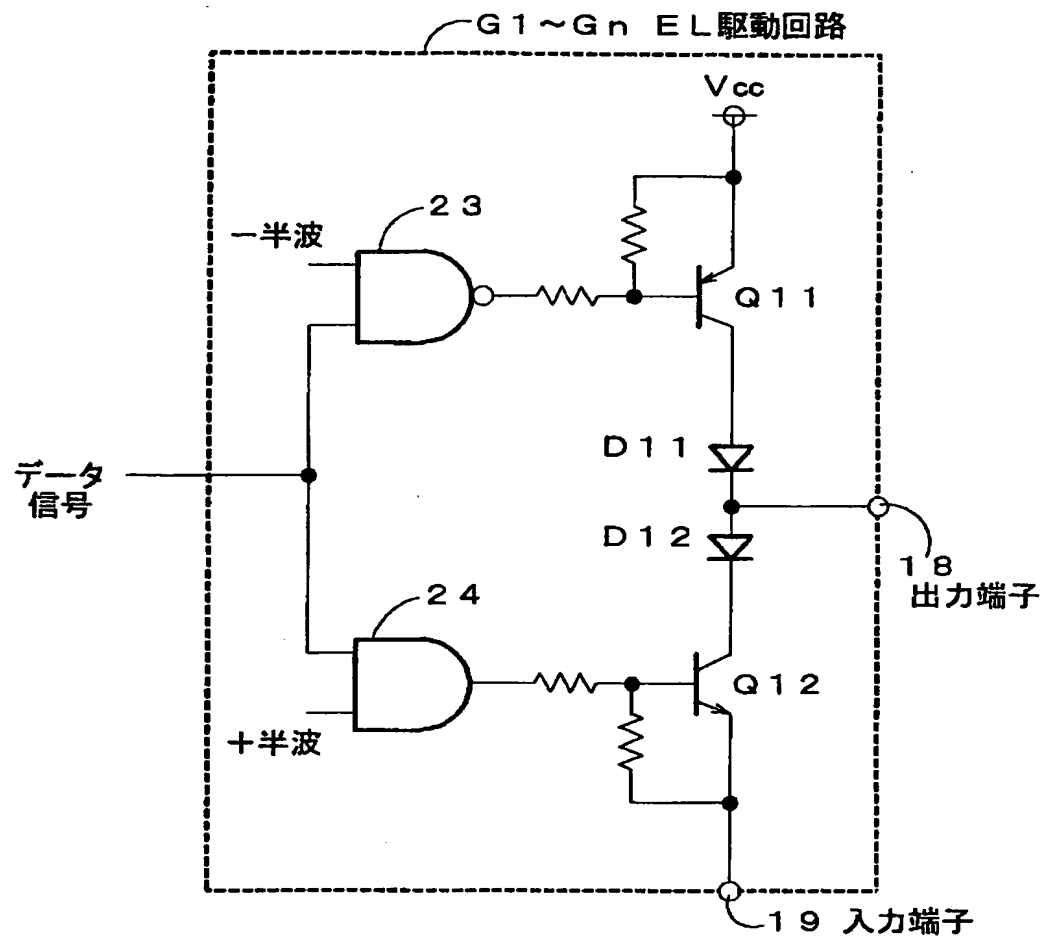 G1～Gn EL駆動回路
Vcc
23
－半波
Q11
D11
データ
信号
D12
18
出力端子
24
Q12
＋半波
19 入力端子